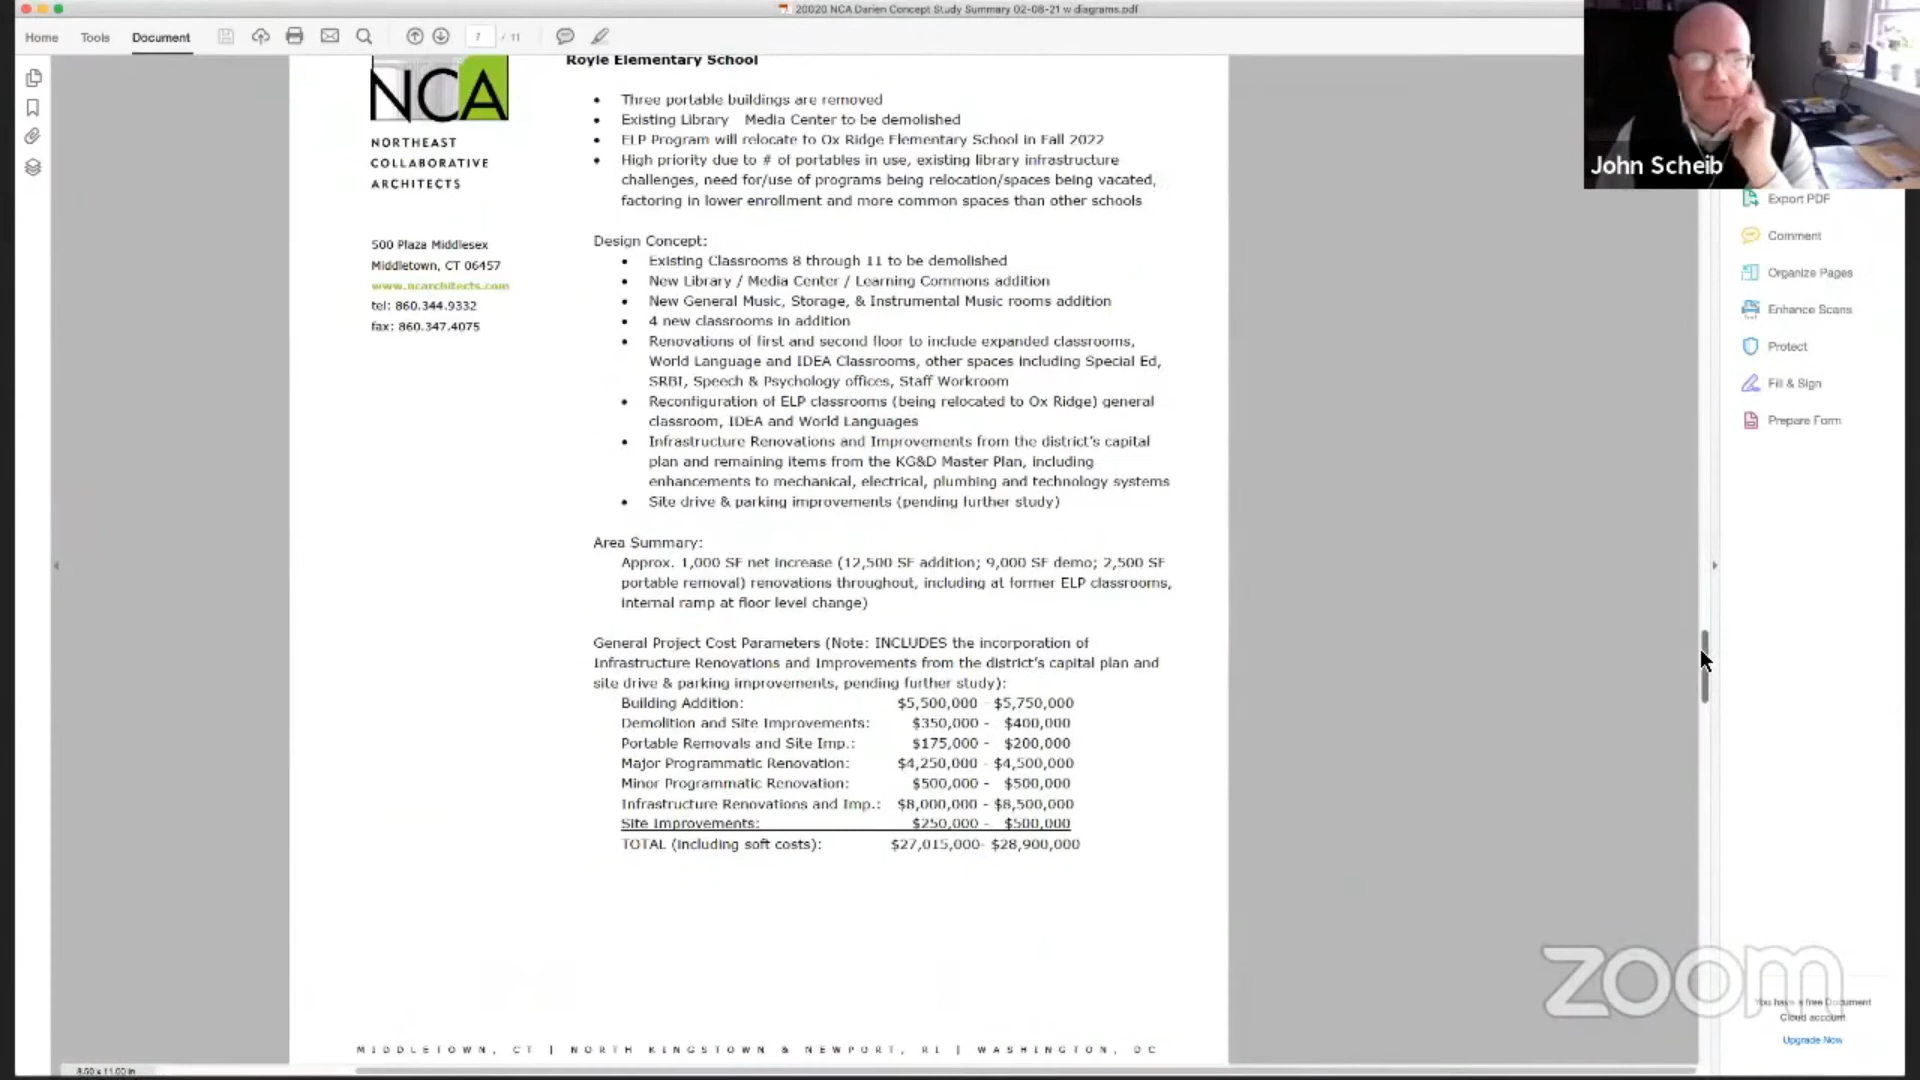 20020 NCA Darien Concept Study Summary 02-08-21 w diagrams.pdf
Home
Tools
Document
7 / 11
NCA
NORTHEAST
COLLABORATIVE
ARCHITECTS
500 Plaza Middlesex
Middletown, CT 06457
www.ncarchitects.com
tel: 860.344.9332
fax: 860.347.4075
Royle Elementary School
• Three portable buildings are removed
• Existing Library Media Center to be demolished
• ELP Program will relocate to Ox Ridge Elementary School in Fall 2022
• High priority due to # of portables in use, existing library infrastructure
challenges, need for/use of programs being relocation/spaces being vacated,
factoring in lower enrollment and more common spaces than other schools
Design Concept:
• Existing Classrooms 8 through 11 to be demolished
• New Library / Media Center / Learning Commons addition
• New General Music, Storage, & Instrumental Music rooms addition
• 4 new classrooms in addition
• Renovations of first and second floor to include expanded classrooms,
World Language and IDEA Classrooms, other spaces including Special Ed,
SRBI, Speech & Psychology offices, Staff Workroom
• Reconfiguration of ELP classrooms (being relocated to Ox Ridge) general
classroom, IDEA and World Languages
• Infrastructure Renovations and Improvements from the district's capital
plan and remaining items from the KG&D Master Plan, including
enhancements to mechanical, electrical, plumbing and technology systems
• Site drive & parking improvements (pending further study)
Area Summary:
Approx. 1,000 SF net increase (12,500 SF addition; 9,000 SF demo; 2,500 SF
portable removal) renovations throughout, including at former ELP classrooms,
internal ramp at floor level change)
General Project Cost Parameters (Note: INCLUDES the incorporation of
Infrastructure Renovations and Improvements from the district's capital plan and
site drive & parking improvements, pending further study):
Building Addition: $5,500,000 - $5,750,000
Demolition and Site Improvements: $350,000 - $400,000
Portable Removals and Site Imp.: $175,000 - $200,000
Major Programmatic Renovation: $4,250,000 - $4,500,000
Minor Programmatic Renovation: $500,000 - $500,000
Infrastructure Renovations and Imp.: $8,000,000 - $8,500,000
Site Improvements: $250,000 - $500,000
TOTAL (including soft costs): $27,015,000- $28,900,000
MIDDLETOWN, CT | NORTH KINGSTOWN & NEWPORT, RI | WASHINGTON, DC
8.50 x 11.00 in
John Scheib
Export PDF
Comment
Organize Pages
Enhance Scans
Protect
Fill & Sign
Prepare Form
zoom
You have a free Document
Cloud account
Upgrade Now